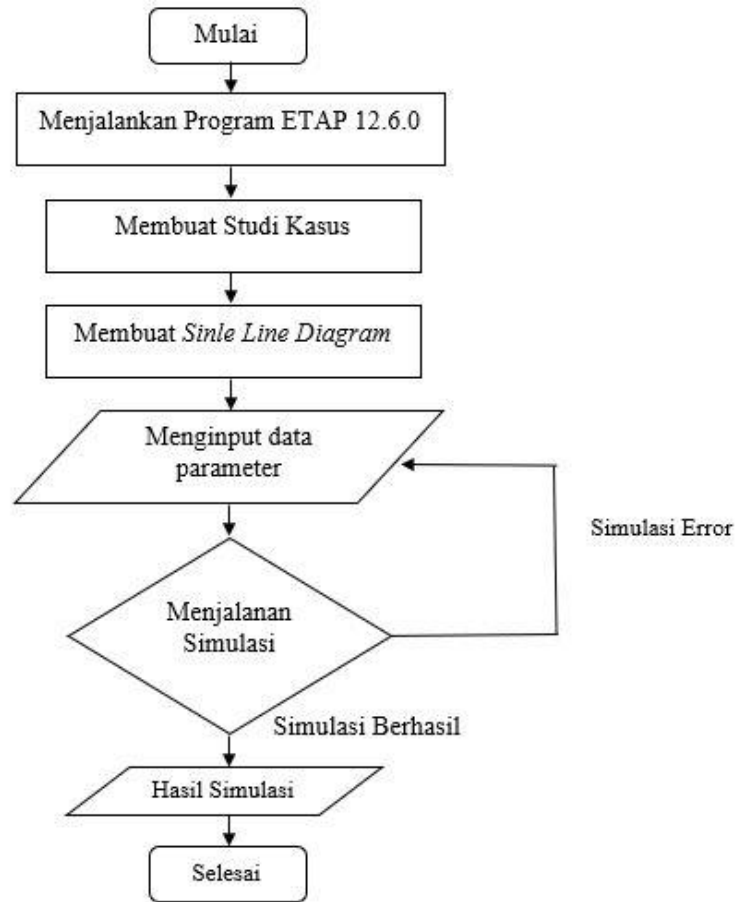 Mulai
Menjalankan Program ETAP 12.6.0
Membuat Studi Kasus
Membuat Sinle Line Diagram
Menginput data
parameter
Simulasi Error
Menjalanan
Simulasi
Simulasi Berhasil
Hasil Simulasi
Selesai